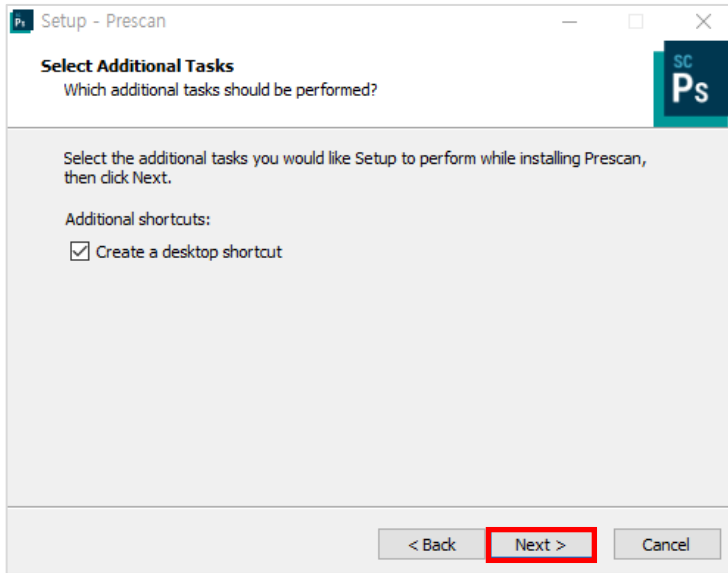 Ps Setup - Prescan
Select Additional Tasks
Which additional tasks should be performed?
SC
Ps
Select the additional tasks you would like Setup to perform while installing Prescan,
then click Next.
Additional shortcuts:
Create a desktop shortcut
< Back Next > Cancel